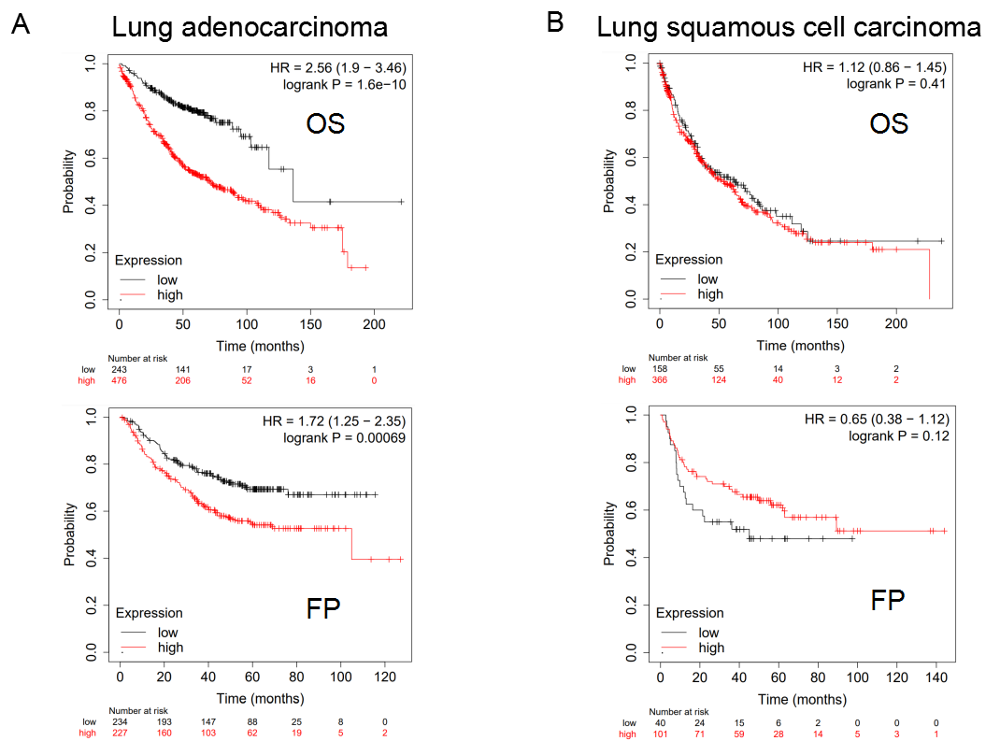 A
Lung adenocarcinoma
HR = 2.56 (1.9 − 3.46)
logrank P = 1.6e−10
OS
Probability
0.0 0.2 0.4 0.6 0.8 1.0
Expression
low
high
0 50 100 150 200
Time (months)
Number at risk
low 243 141 17 3 1
high 476 206 52 16 0
HR = 1.72 (1.25 − 2.35)
logrank P = 0.00069
Probability
0.0 0.2 0.4 0.6 0.8 1.0
FP
Expression
low
high
0 20 40 60 80 100 120
Time (months)
Number at risk
low 234 193 147 88 25 8 0
high 227 160 103 62 19 5 2
B
Lung squamous cell carcinoma
HR = 1.12 (0.86 − 1.45)
logrank P = 0.41
OS
Probability
0.0 0.2 0.4 0.6 0.8 1.0
Expression
low
high
0 50 100 150 200
Time (months)
Number at risk
low 158 55 14 3 2
high 366 124 40 12 2
HR = 0.65 (0.38 − 1.12)
logrank P = 0.12
Probability
0.0 0.2 0.4 0.6 0.8 1.0
FP
Expression
low
high
0 20 40 60 80 100 120 140
Time (months)
Number at risk
low 40 24 15 6 2 0 0 0
high 101 71 59 28 14 5 3 1